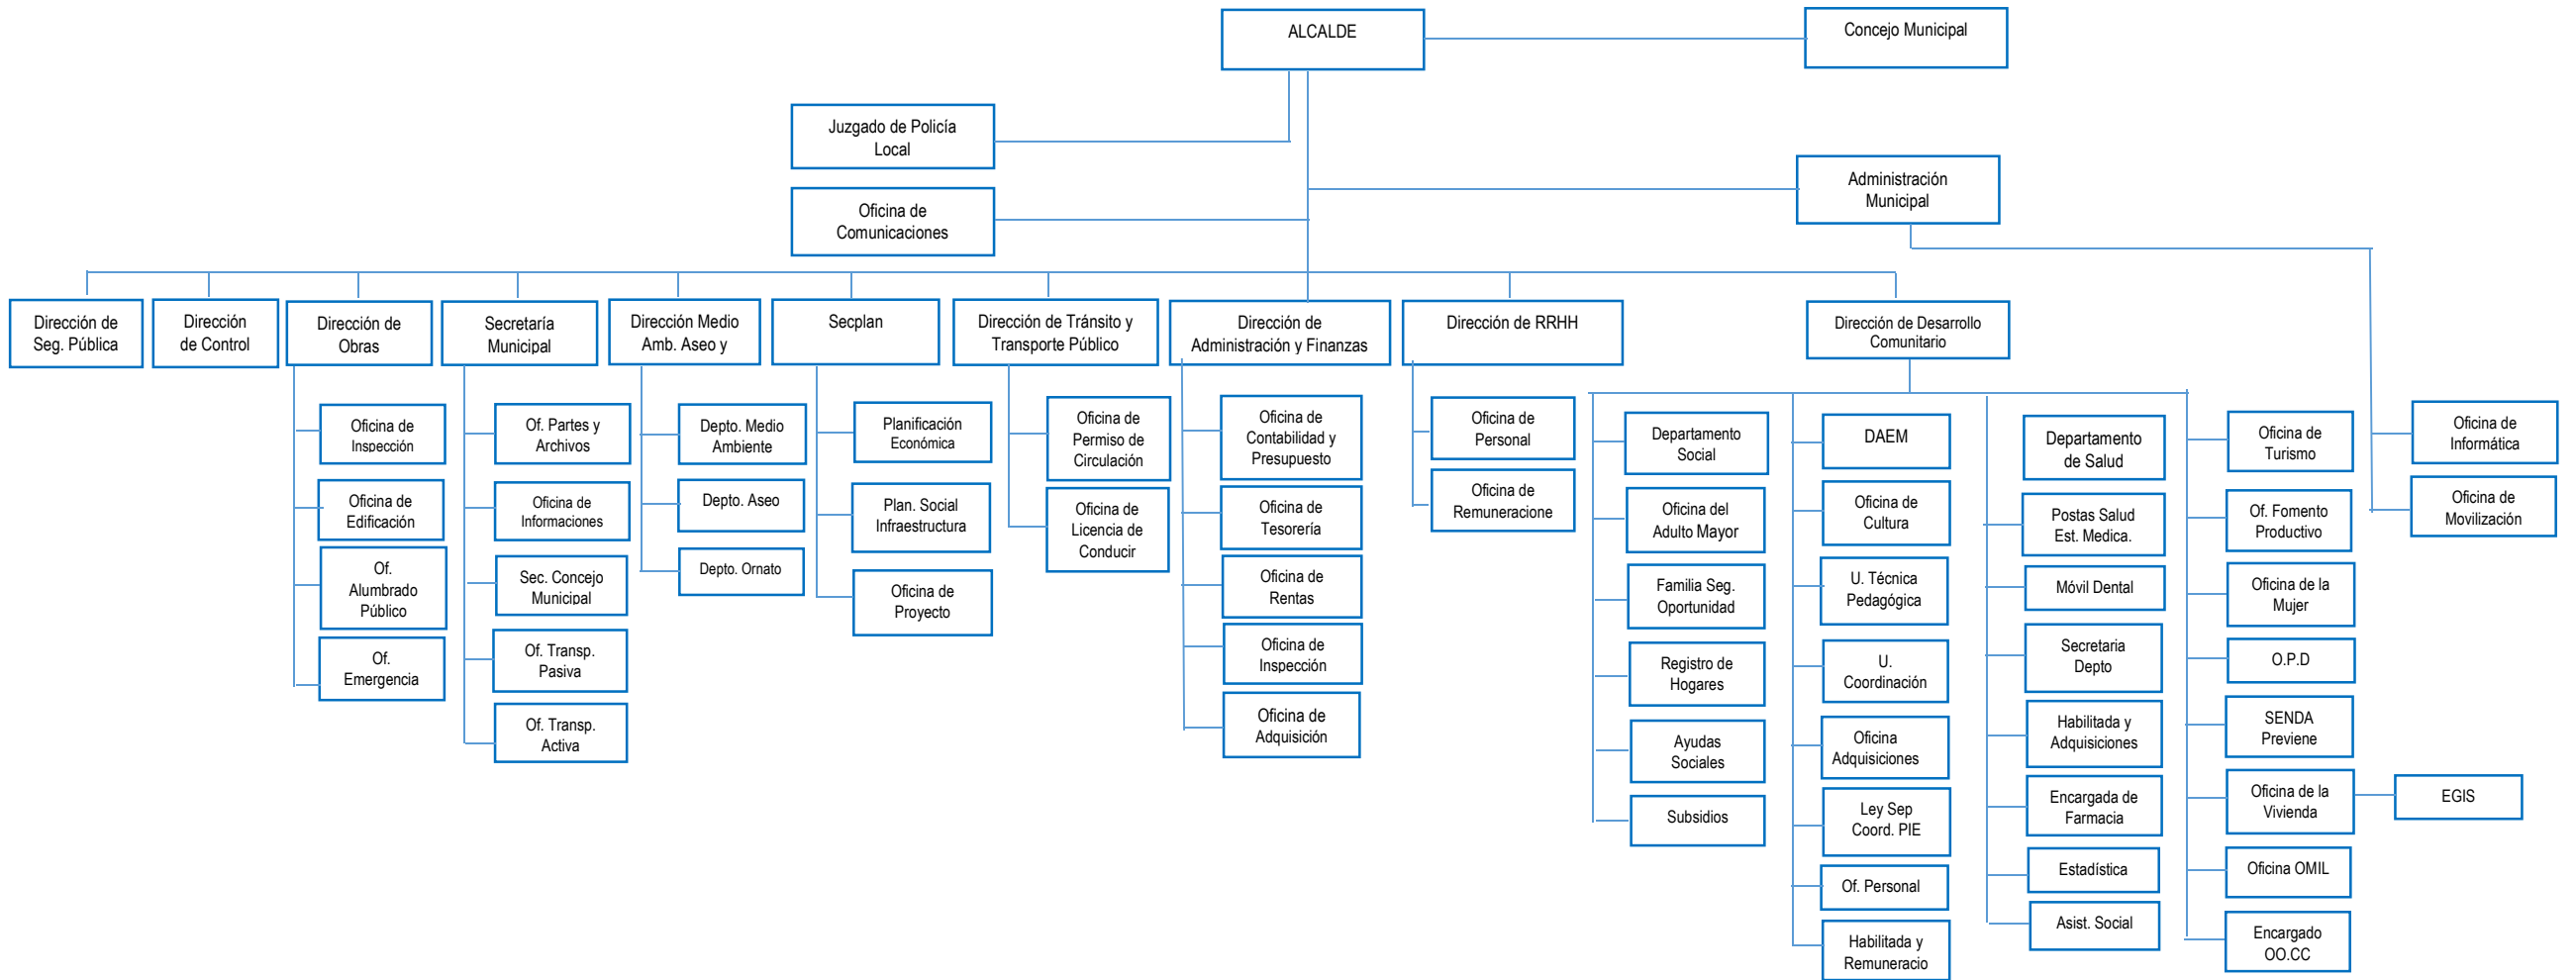 ALCALDE
Concejo Municipal
Juzgado de Policía
Local
Administración
Municipal
Oficina de
Comunicaciones
Dirección de
Seg. Pública
Dirección
de Control
Dirección de
Obras
Secretaría
Municipal
Dirección Medio
Amb. Aseo y
Secplan
Dirección de Tránsito y
Transporte Público
Dirección de
Administración y Finanzas
Dirección de RRHH
Dirección de Desarrollo
Comunitario
Oficina de
Inspección
Oficina de
Edificación
Of.
Alumbrado
Público
Of.
Emergencia
Of. Partes y
Archivos
Oficina de
Informaciones
Sec. Concejo
Municipal
Of. Transp.
Pasiva
Of. Transp.
Activa
Depto. Medio
Ambiente
Depto. Aseo
Depto. Ornato
Planificación
Económica
Plan. Social
Infraestructura
Oficina de
Proyecto
Oficina de
Permiso de
Circulación
Oficina de
Licencia de
Conducir
Oficina de
Contabilidad y
Presupuesto
Oficina de
Tesorería
Oficina de
Rentas
Oficina de
Inspección
Oficina de
Adquisición
Oficina de
Personal
Oficina de
Remuneracione
Departamento
Social
Oficina del
Adulto Mayor
Familia Seg.
Oportunidad
Registro de
Hogares
Ayudas
Sociales
Subsidios
DAEM
Oficina de
Cultura
U. Técnica
Pedagógica
U.
Coordinación
Oficina
Adquisiciones
Ley Sep
Coord. PIE
Of. Personal
Habilitada y
Remuneracio
Departamento
de Salud
Postas Salud
Est. Medica.
Móvil Dental
Secretaria
Depto
Habilitada y
Adquisiciones
Encargada de
Farmacia
Estadística
Asist. Social
Oficina de
Turismo
Of. Fomento
Productivo
Oficina de la
Mujer
O.P.D
SENDA
Previene
Oficina de la
Vivienda
EGIS
Oficina OMIL
Encargado
OO.CC
Oficina de
Informática
Oficina de
Movilización